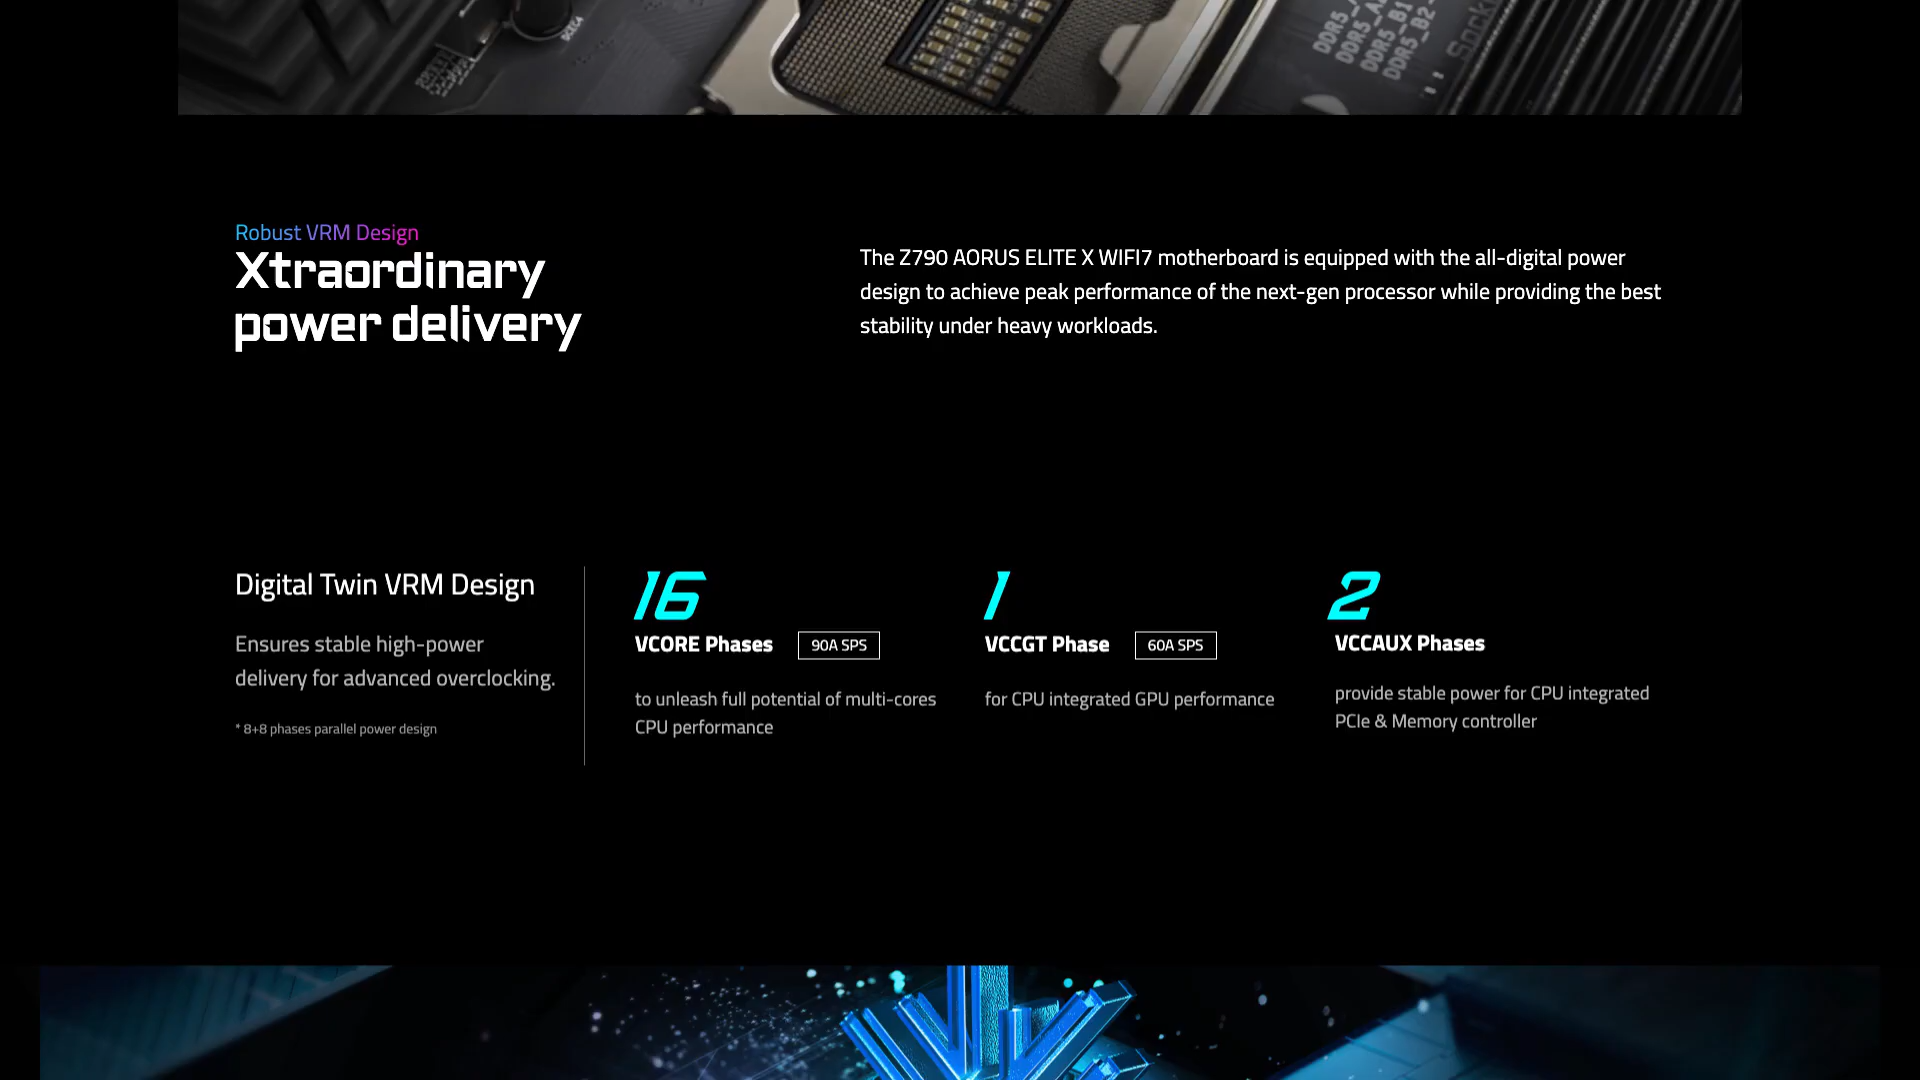 DDR5_B1
DDR5_B2
Robust VRM Design
Xtraordinary
power delivery
The Z790 AORUS ELITE X WIFI7 motherboard is equipped with the all-digital power
design to achieve peak performance of the next-gen processor while providing the best
stability under heavy workloads.
Digital Twin VRM Design
Ensures stable high-power
delivery for advanced overclocking.
* 8+8 phases parallel power design
16
VCORE Phases
90A SPS
to unleash full potential of multi-cores
CPU performance
1
VCCGT Phase
60A SPS
for CPU integrated GPU performance
2
VCCAUX Phases
provide stable power for CPU integrated
PCIe & Memory controller